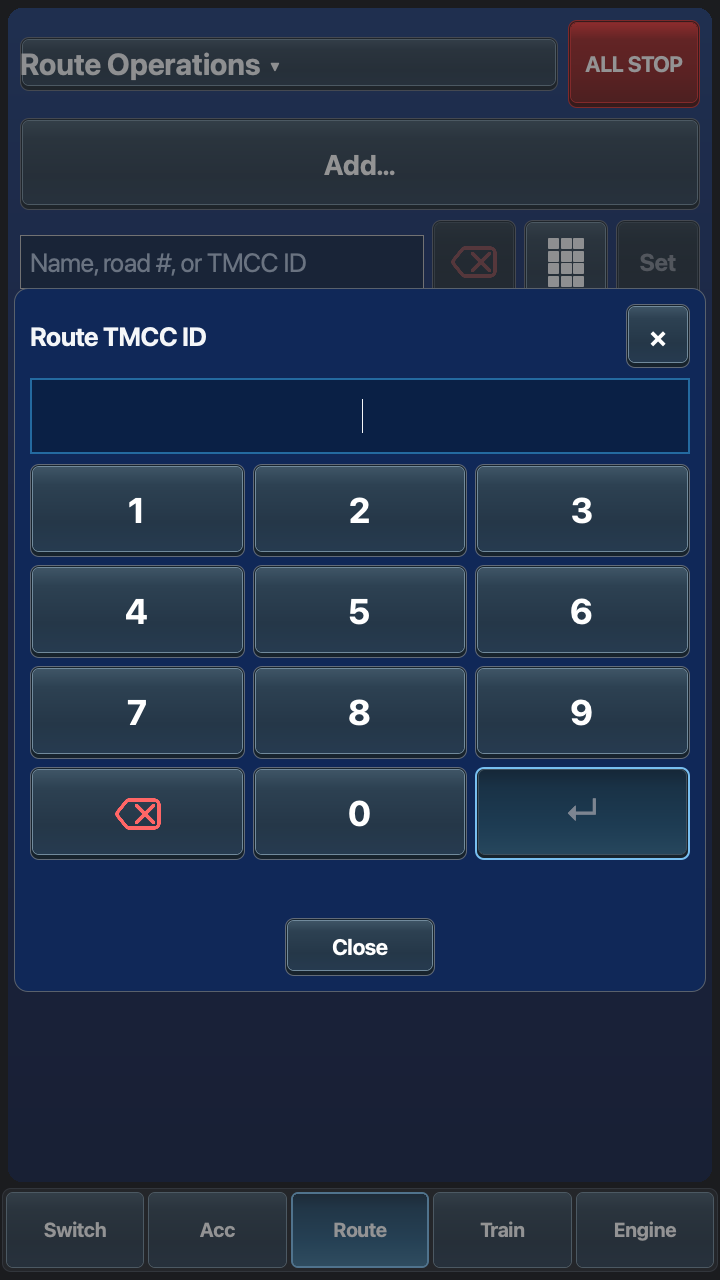 Route Operations ▾
ALL STOP
Add...
Name, road #, or TMCC ID
Set
Route TMCC ID
×
1 2 3
4 5 6
7 8 9
0
Close
Switch Acc Route Train Engine